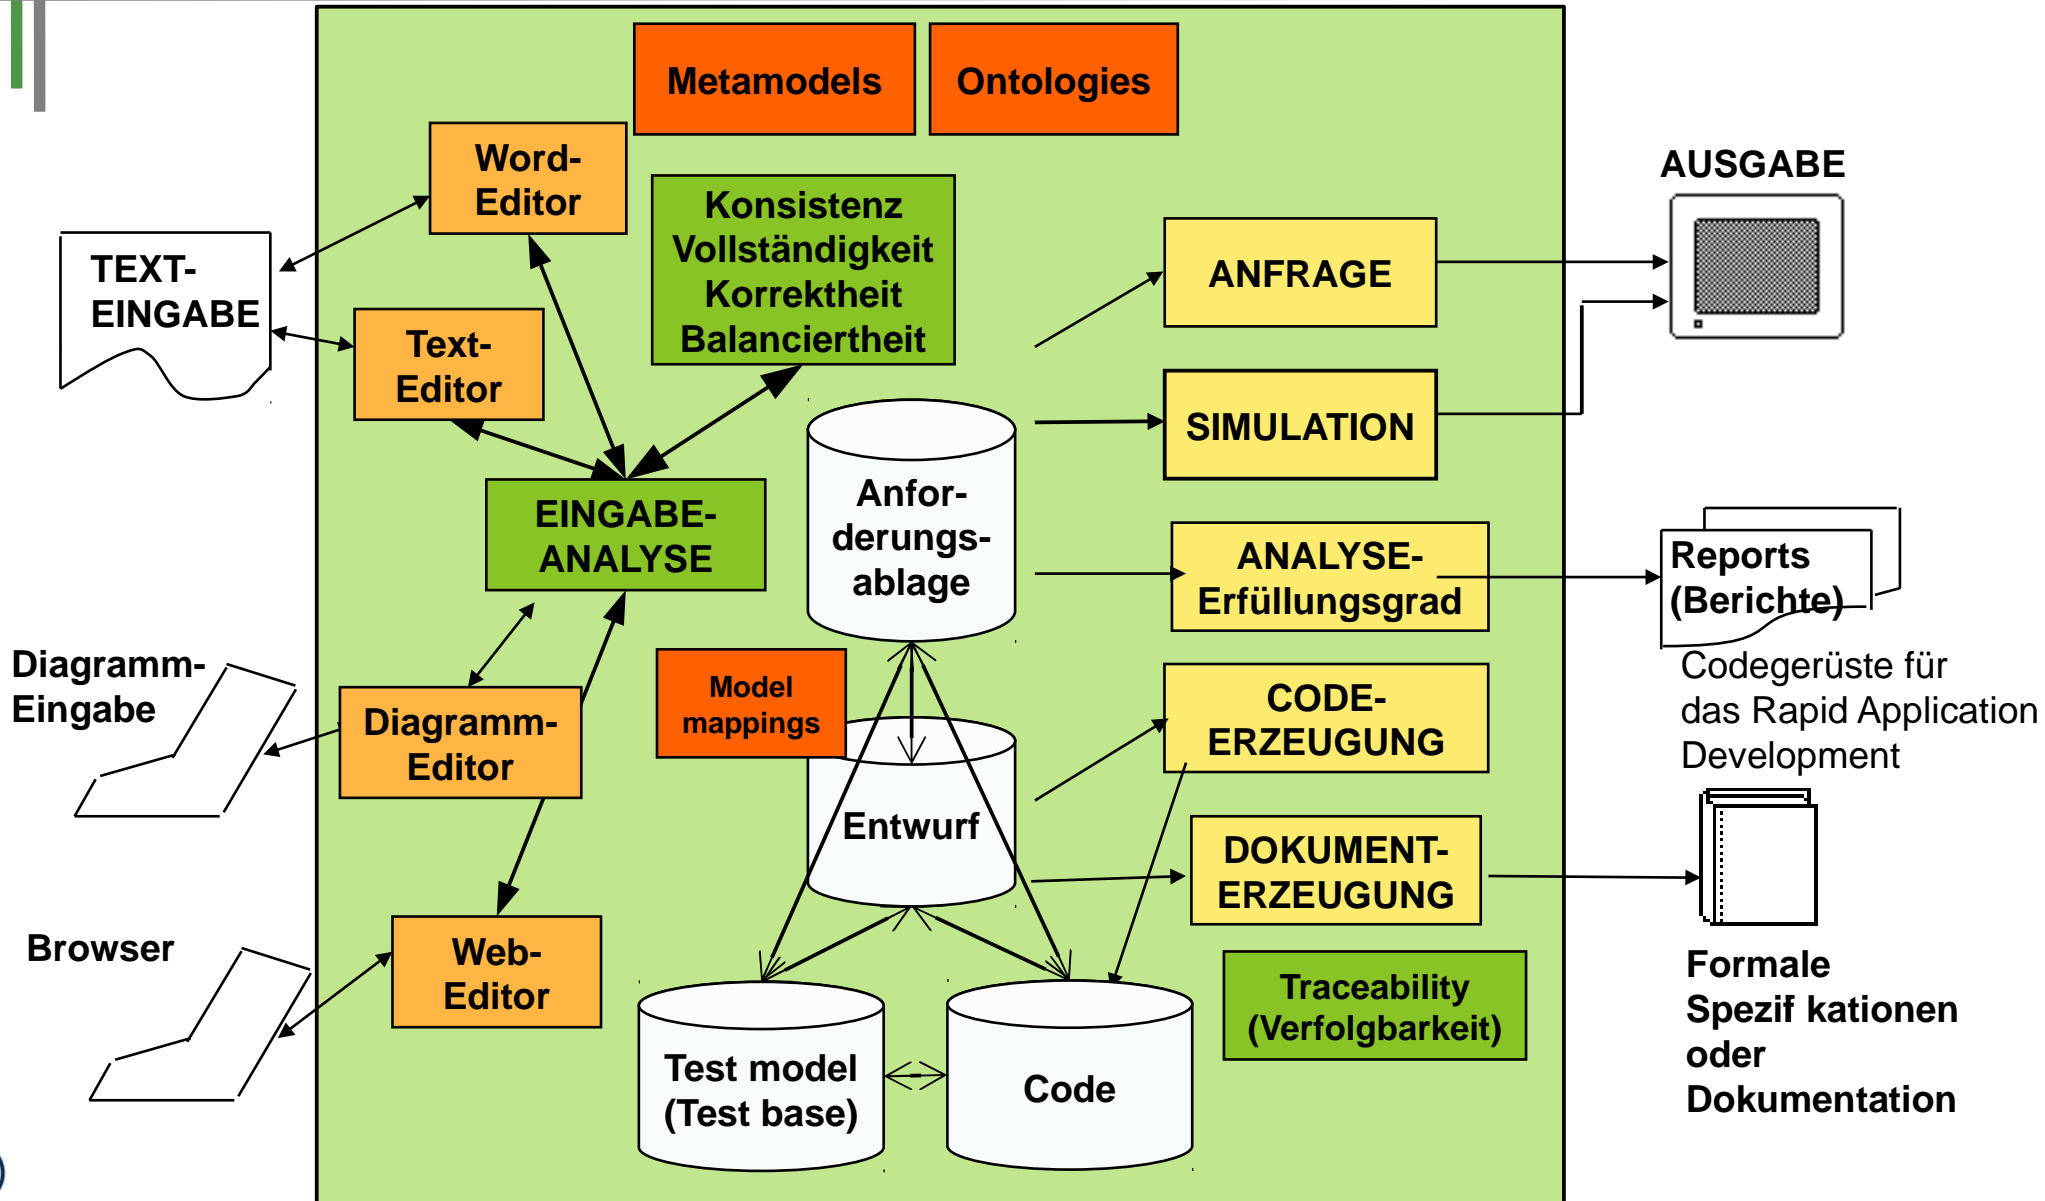 Metamodels
Ontologies
Word-
Editor
Konsistenz
Vollständigkeit
Korrektheit
Balanciertheit
AUSGABE
TEXT-
EINGABE
ANFRAGE
Text-
Editor
SIMULATION
EINGABE-
ANALYSE
Anfor-
derungs-
ablage
ANALYSE-
Erfüllungsgrad
Reports
(Berichte)
Diagramm-
Eingabe
Diagramm-
Editor
Model
mappings
CODE-
ERZEUGUNG
Codegerüste für
das Rapid Application
Development
Entwurf
DOKUMENT-
ERZEUGUNG
Browser
Web-
Editor
Traceability
(Verfolgbarkeit)
Formale
Spezif kationen
oder
Dokumentation
Test model
(Test base)
Code